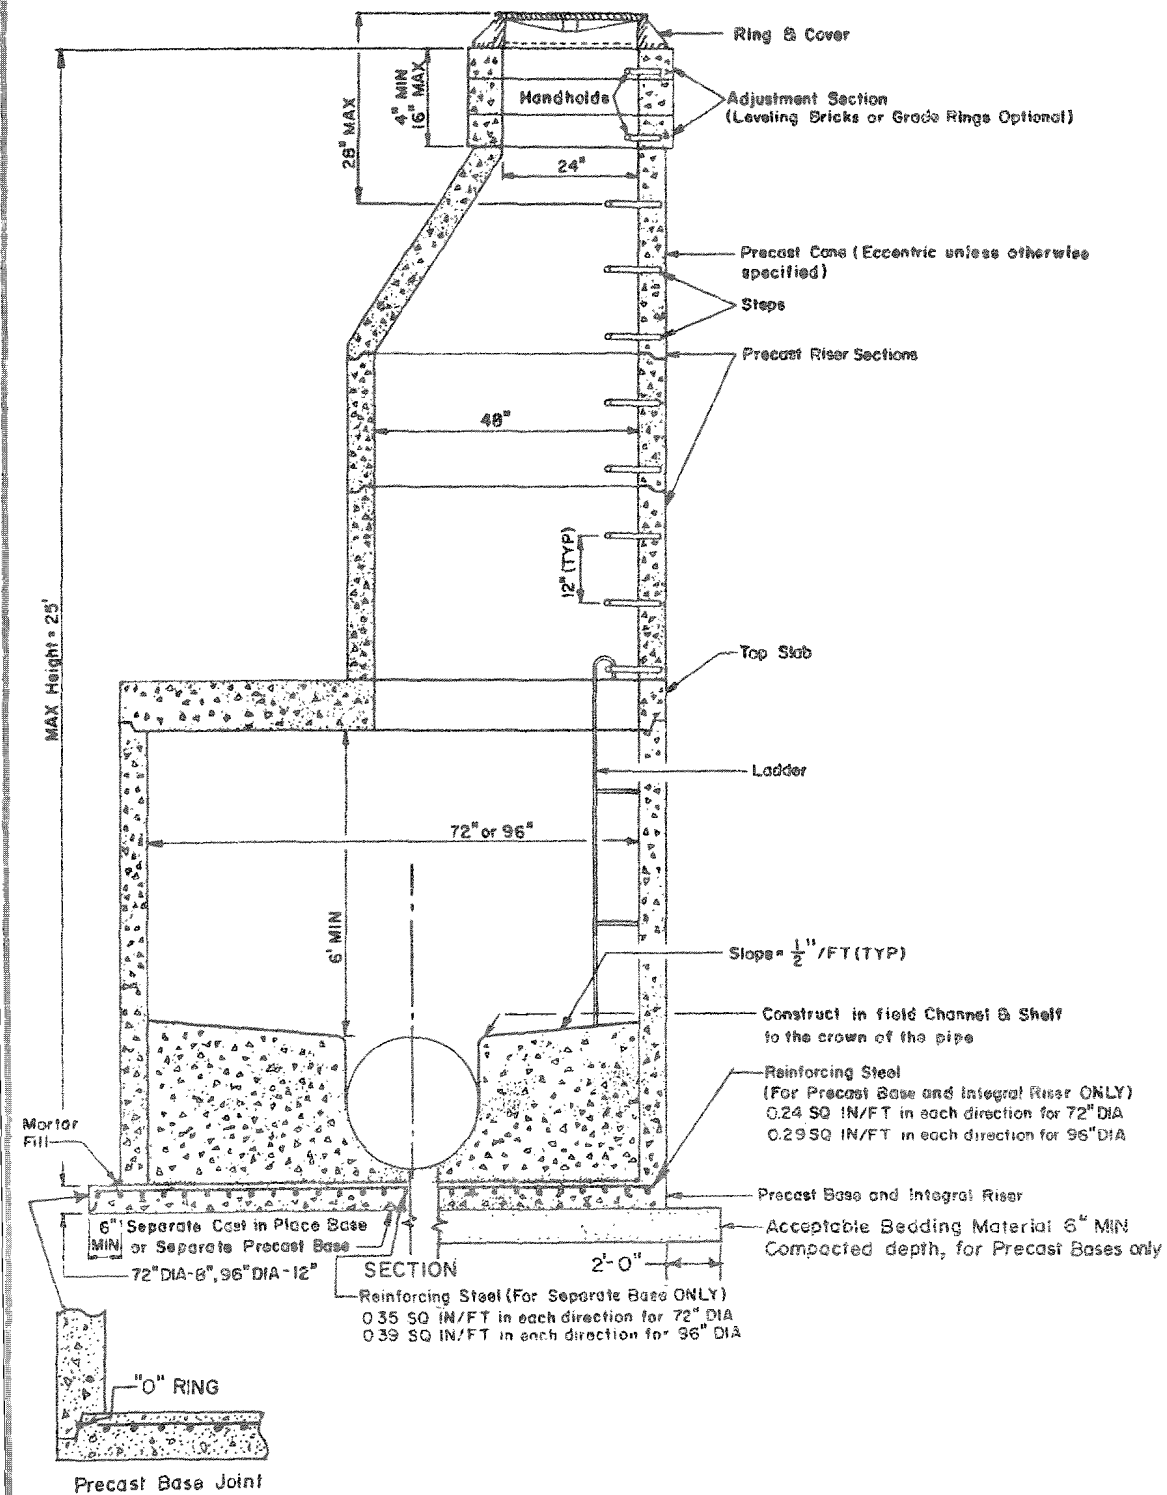 Ring & Cover
28" MAX
4" MIN
16" MAX
Handholds
Adjustment Section
(Leveling Bricks or Grade Rings Optional)
24"
Precast Cone (Eccentric unless otherwise
specified)
Steps
Precast Riser Sections
48"
12" (TYP)
MAX Height = 25'
Top Slab
Ladder
72" or 96"
6' MIN
Slope = 1/2"/FT (TYP)
Construct in field Channel & Shelf
to the crown of the pipe
Reinforcing Steel
(For Precast Base and Integral Riser ONLY)
0.24 SQ IN/FT in each direction for 72" DIA
0.29 SQ IN/FT in each direction for 96" DIA
Mortar
Fill
Precast Base and Integral Riser
6"
MIN
Separate Cast in Place Base
or Separate Precast Base
Acceptable Bedding Material 6" MIN
Compacted depth, for Precast Bases only
2'-0"
72" DIA-8", 96" DIA-12"
SECTION
Reinforcing Steel (For Separate Base ONLY)
0 35 SQ IN/FT in each direction for 72" DIA
0 39 SQ IN/FT in each direction for 96" DIA
"O" RING
Precast Base Joint